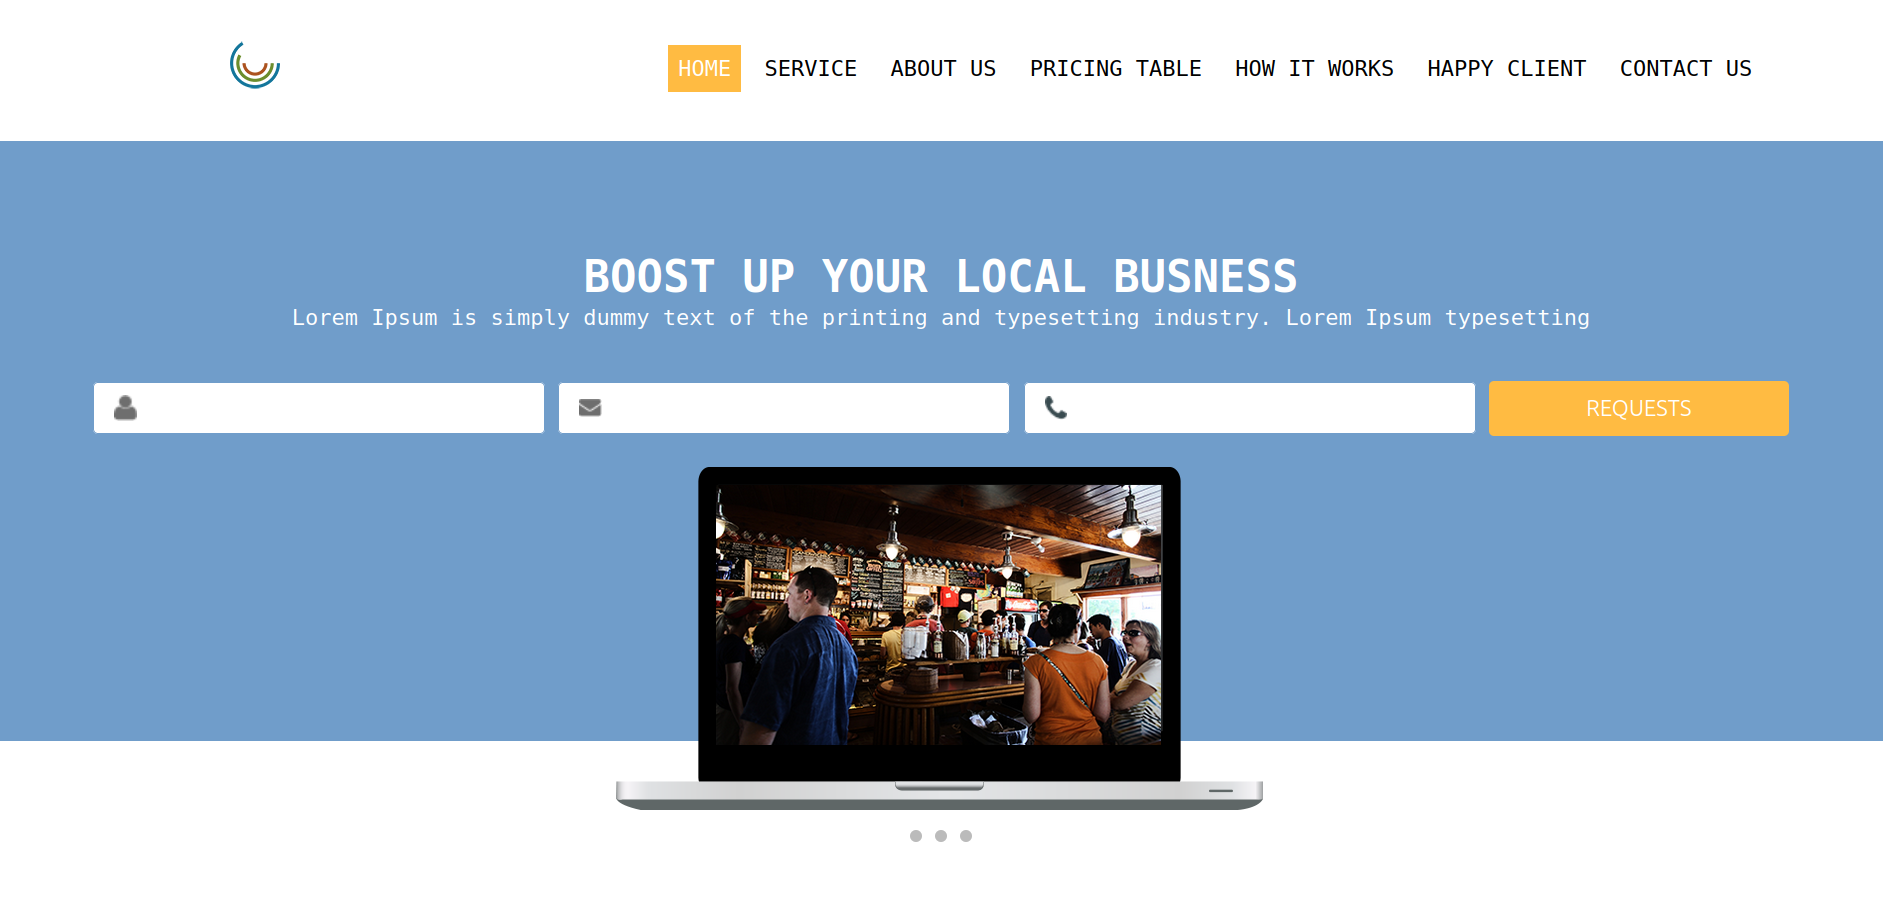 HOME SERVICE ABOUT US PRICING TABLE HOW IT WORKS HAPPY CLIENT CONTACT US
BOOST UP YOUR LOCAL BUSNESS
Lorem Ipsum is simply dummy text of the printing and typesetting industry. Lorem Ipsum typesetting
REQUESTS